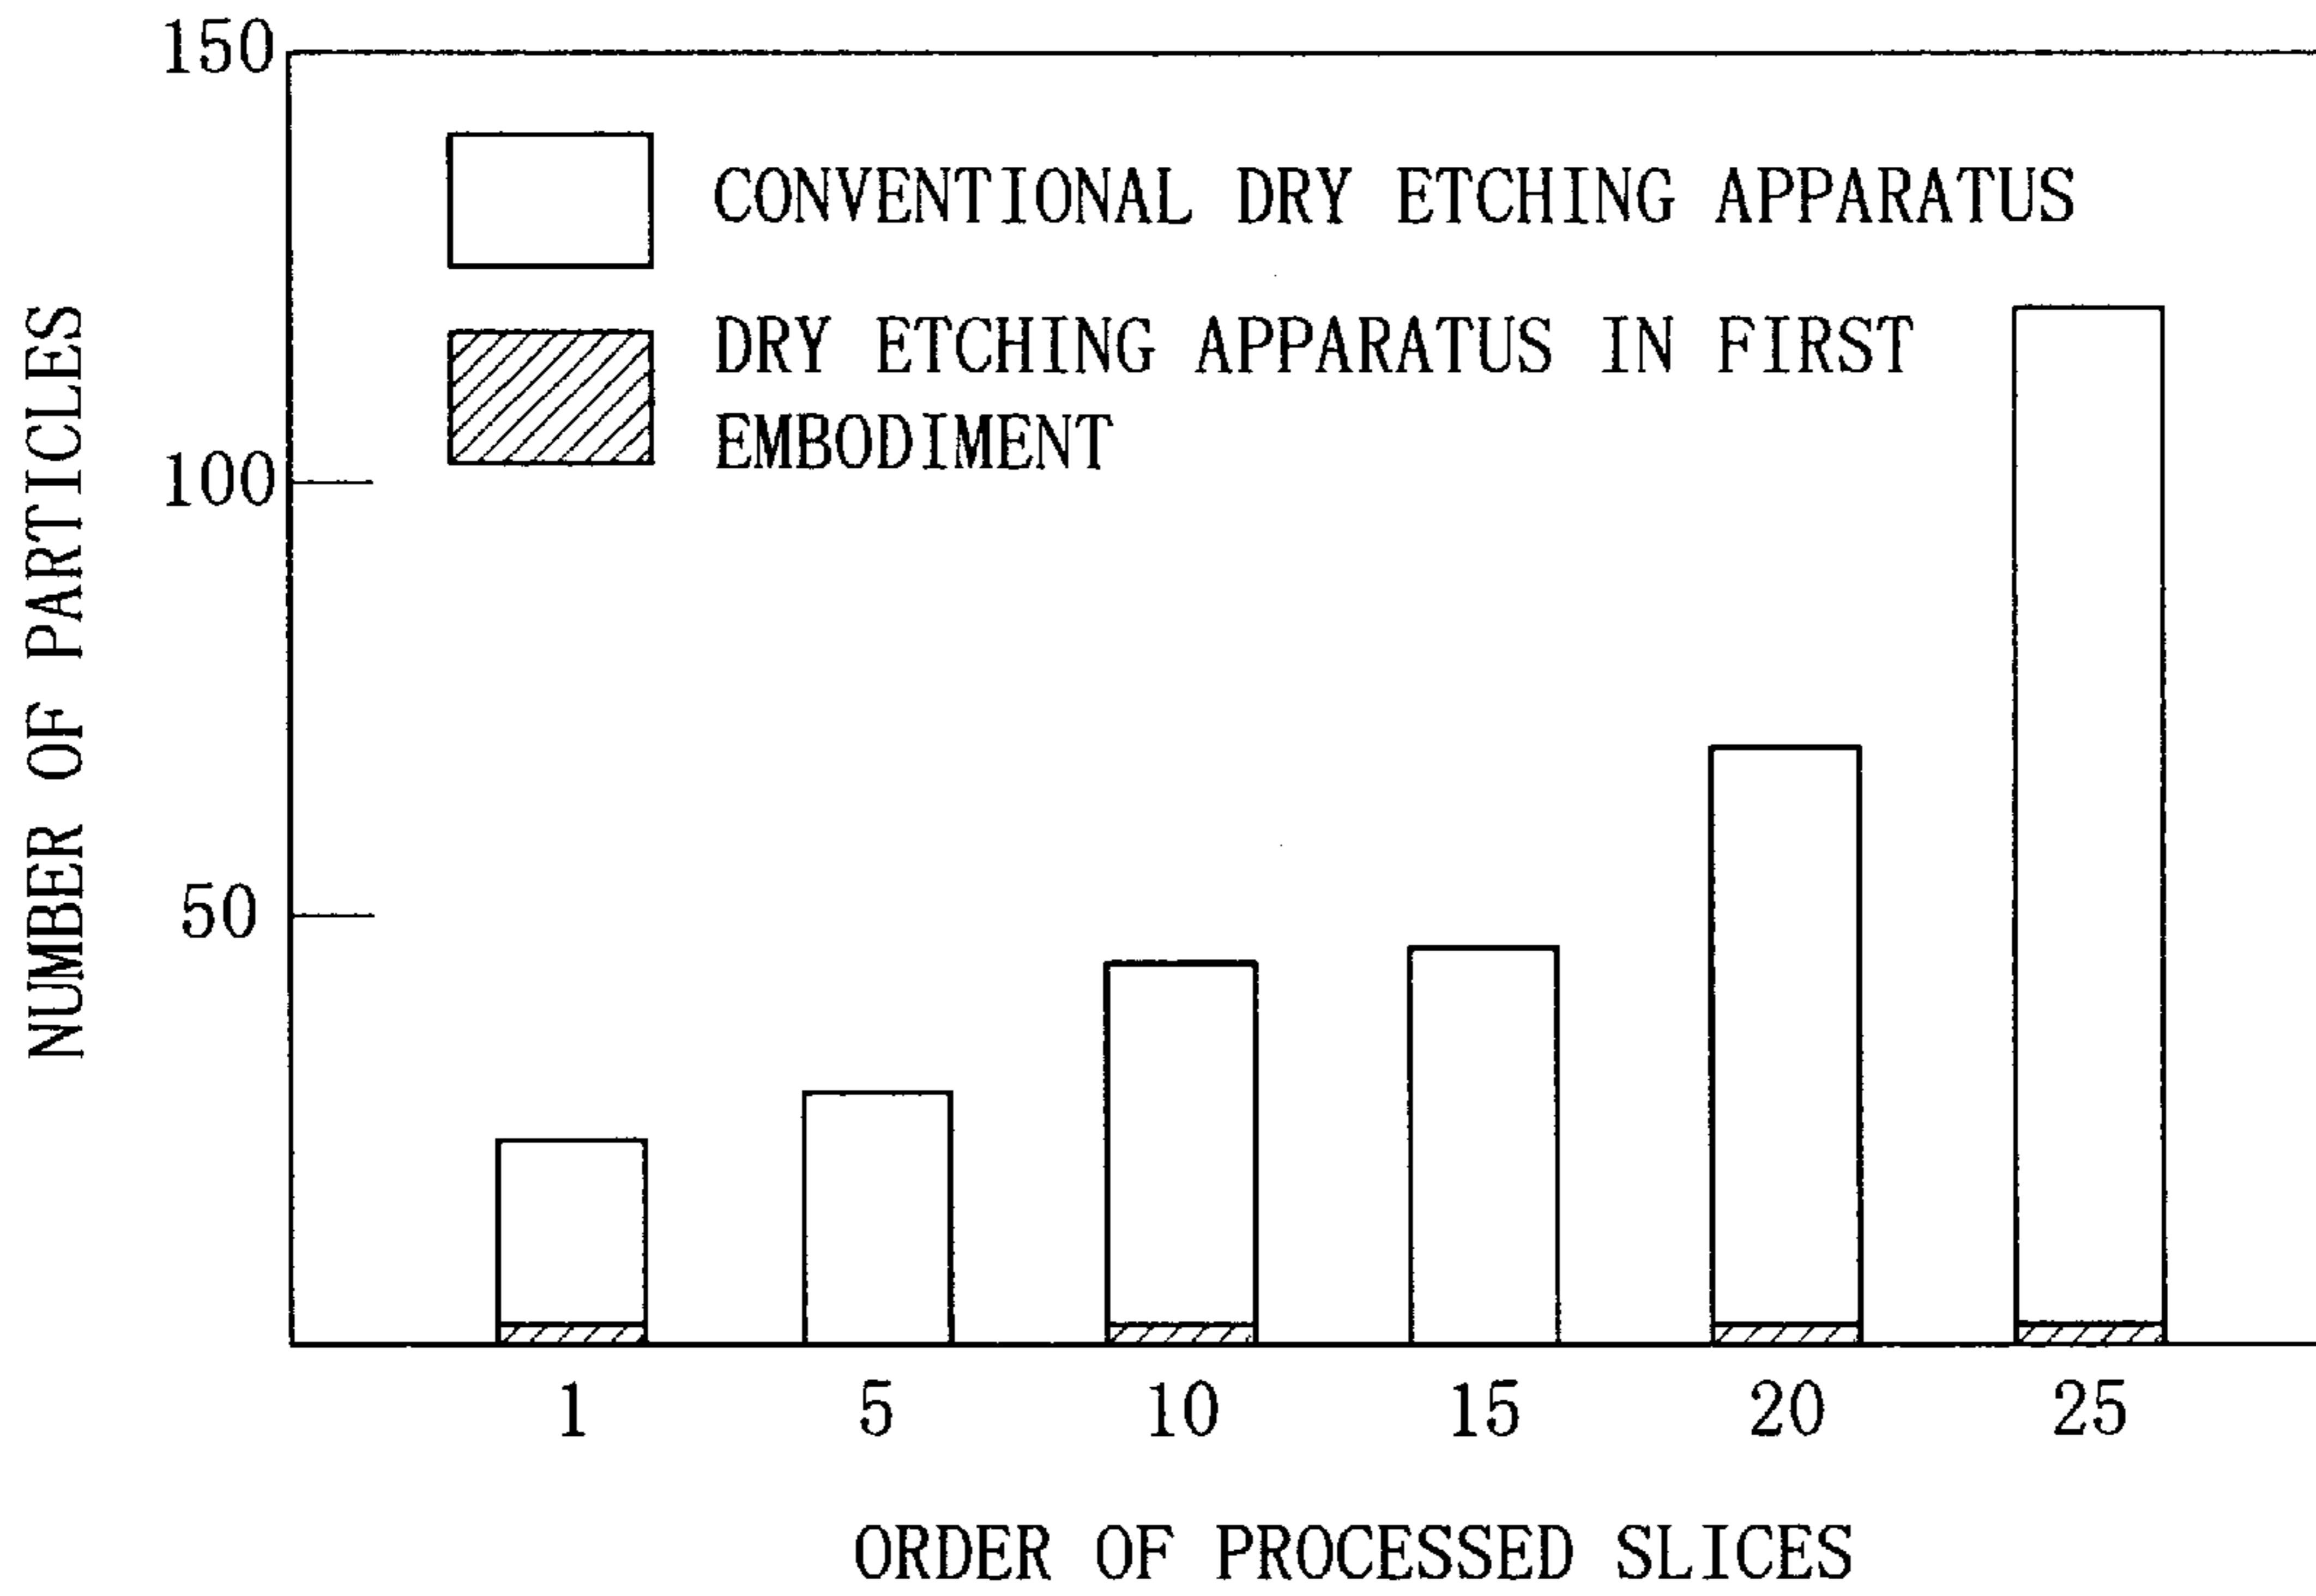 150
CONVENTIONAL DRY ETCHING APPARATUS
DRY ETCHING APPARATUS IN FIRST
EMBODIMENT
100
50
NUMBER OF PARTICLES
1 5 10 15 20 25
ORDER OF PROCESSED SLICES